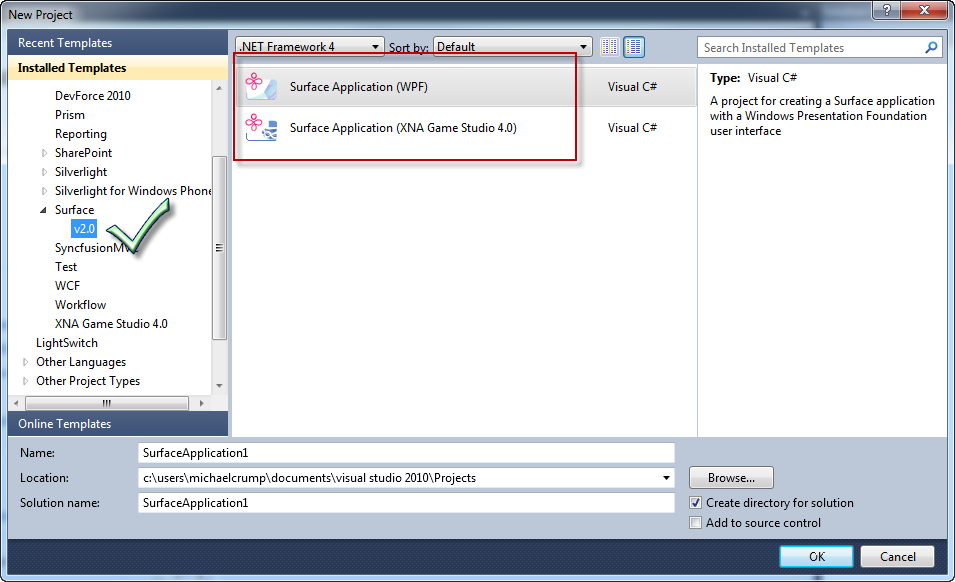 New Project
Recent Templates
Installed Templates
DevForce 2010
Prism
Reporting
SharePoint
Silverlight
Silverlight for Windows Phone
Surface
v2.0
SyncfusionMVC
Test
WCF
Workflow
XNA Game Studio 4.0
LightSwitch
Other Languages
Other Project Types
Online Templates
.NET Framework 4
Sort by: Default
Search Installed Templates
Surface Application (WPF) Visual C#
Surface Application (XNA Game Studio 4.0) Visual C#
Type: Visual C#
A project for creating a Surface application
with a Windows Presentation Foundation
user interface
Name: SurfaceApplication1
Location: c:\users\michaelcrump\documents\visual studio 2010\Projects
Browse...
Solution name: SurfaceApplication1
Create directory for solution
Add to source control
OK Cancel